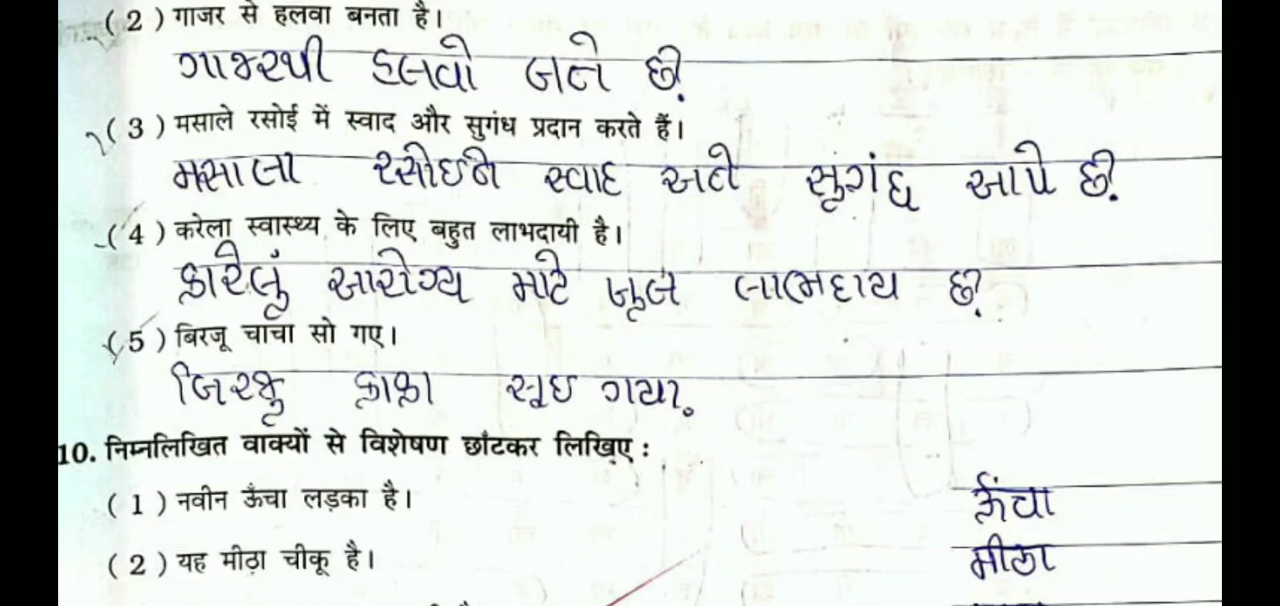 (2) गाजर से हलवा बनता है।
ગાજરથી હલવો બને છે.
(3) मसाले रसोई में स्वाद और सुगंध प्रदान करते हैं।
મસાલા રસોઈને સ્વાદ અને સુગંધ આપે છે.
(4) करेला स्वास्थ्य के लिए बहुत लाभदायी है।
કારેલું આરોગ્ય માટે ખૂબ લાભદાય છે.
(5) बिरजू चाचा सो गए।
બિરજુ કાકા સૂઇ ગયા.
10. निम्नलिखित वाक्यों से विशेषण छाँटकर लिखिए :
(1) नवीन ऊँचा लड़का है। ऊंचा
(2) यह मीठा चीकू है। मीठा